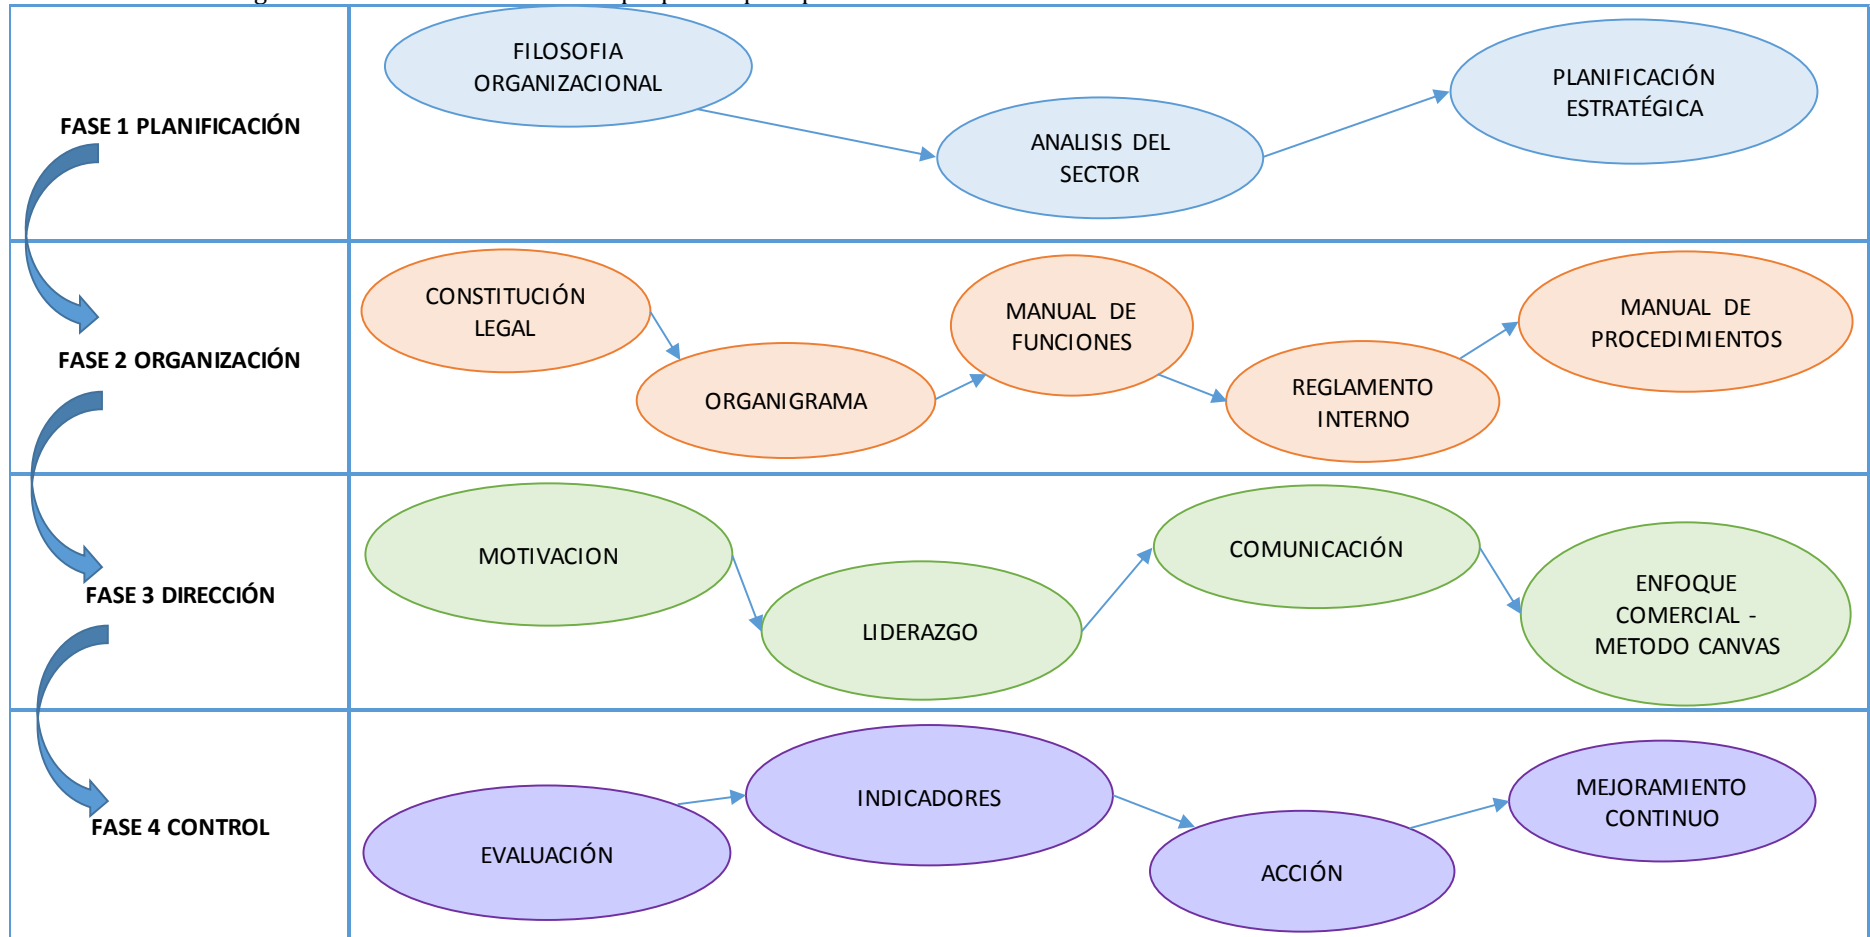 FASE 1 PLANIFICACIÓN
FILOSOFIA
ORGANIZACIONAL
ANALISIS DEL
SECTOR
PLANIFICACIÓN
ESTRATÉGICA
FASE 2 ORGANIZACIÓN
CONSTITUCIÓN
LEGAL
ORGANIGRAMA
MANUAL DE
FUNCIONES
REGLAMENTO
INTERNO
MANUAL DE
PROCEDIMIENTOS
FASE 3 DIRECCIÓN
MOTIVACION
LIDERAZGO
COMUNICACIÓN
ENFOQUE
COMERCIAL -
METODO CANVAS
FASE 4 CONTROL
EVALUACIÓN
INDICADORES
ACCIÓN
MEJORAMIENTO
CONTINUO